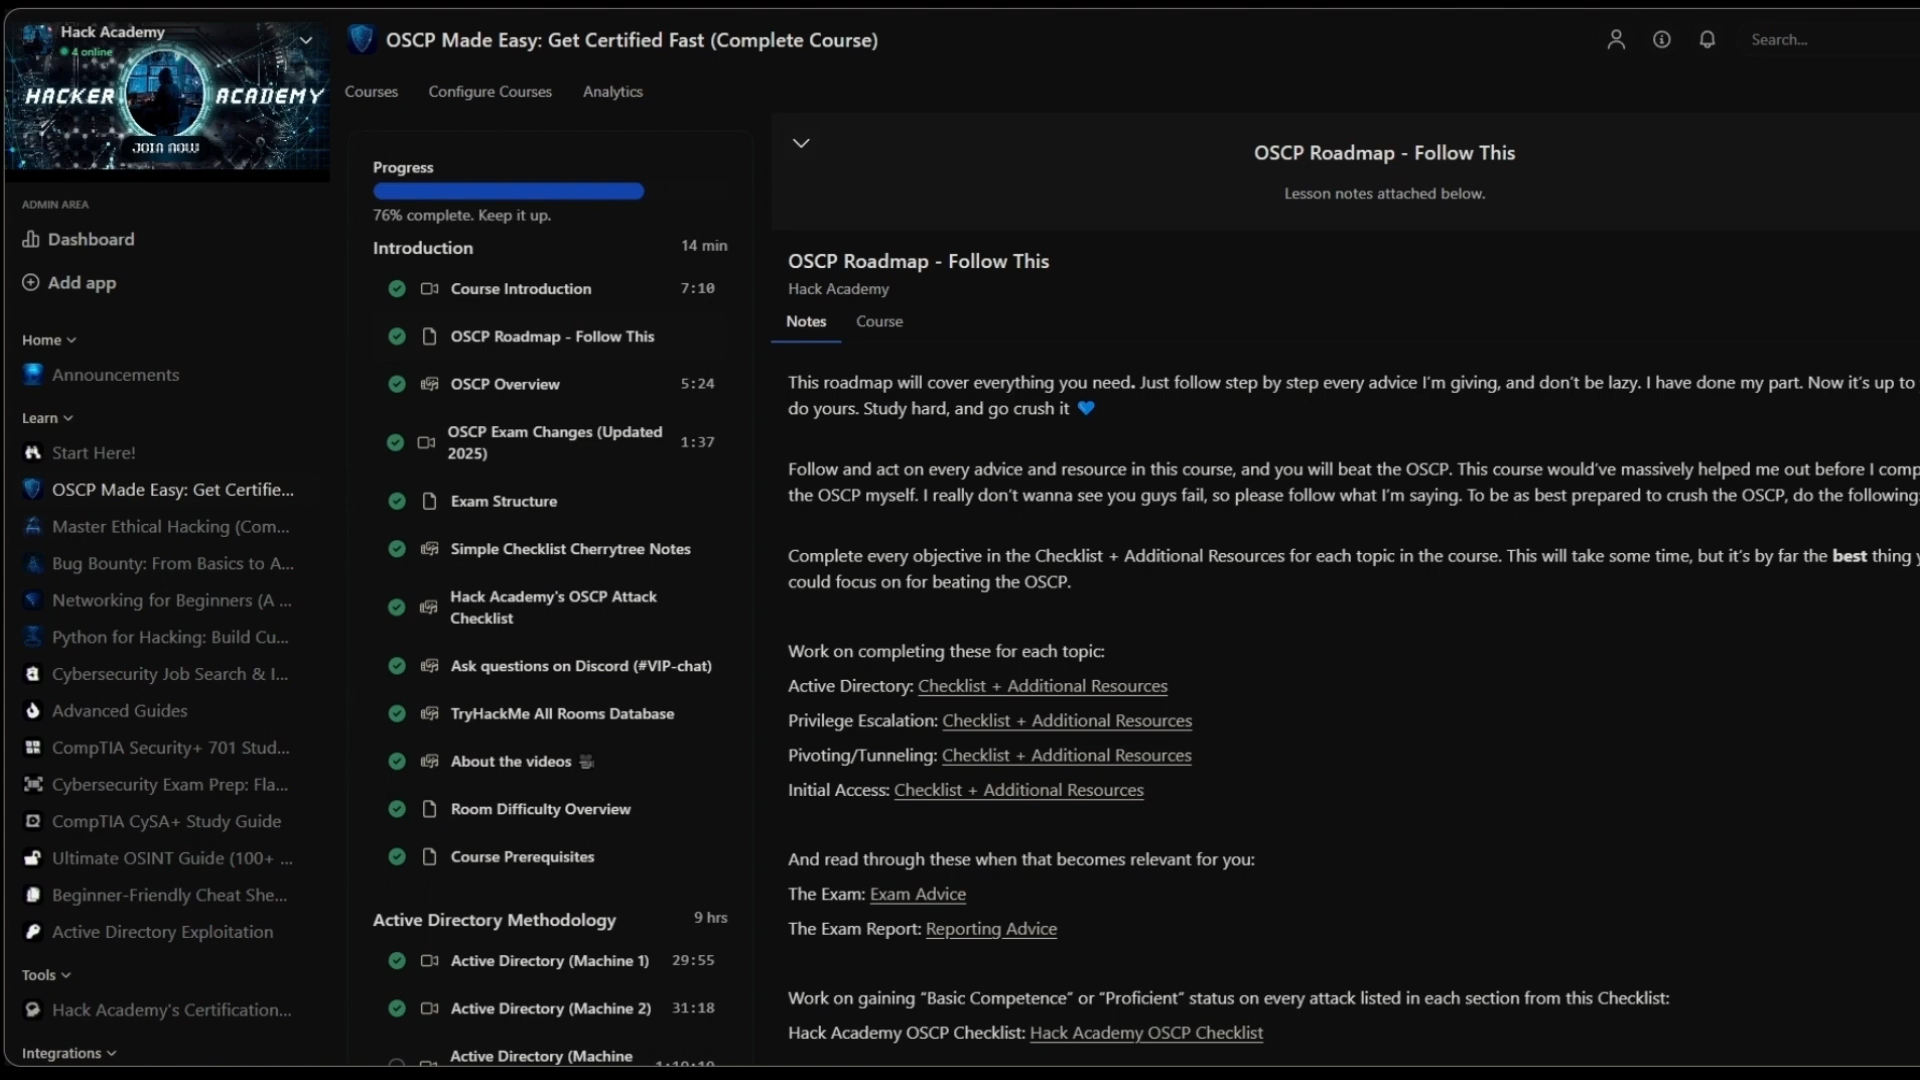 Hack Academy
4 online
HACKER ACADEMY
JOIN NOW
ADMIN AREA
Dashboard
Add app
Home
Announcements
Learn
Start Here!
OSCP Made Easy: Get Certifie...
Master Ethical Hacking (Com...
Bug Bounty: From Basics to A...
Networking for Beginners (A ...
Python for Hacking: Build Cu...
Cybersecurity Job Search & I...
Advanced Guides
CompTIA Security+ 701 Stud...
Cybersecurity Exam Prep: Fla...
CompTIA CySA+ Study Guide
Ultimate OSINT Guide (100+ ...
Beginner-Friendly Cheat She...
Active Directory Exploitation
Tools
Hack Academy's Certification...
Integrations
OSCP Made Easy: Get Certified Fast (Complete Course)
Search...
Courses Configure Courses Analytics
Progress
76% complete. Keep it up.
Introduction 14 min
Course Introduction 7:10
OSCP Roadmap - Follow This
OSCP Overview 5:24
OSCP Exam Changes (Updated
2025) 1:37
Exam Structure
Simple Checklist Cherrytree Notes
Hack Academy's OSCP Attack
Checklist
Ask questions on Discord (#VIP-chat)
TryHackMe All Rooms Database
About the videos
Room Difficulty Overview
Course Prerequisites
Active Directory Methodology 9 hrs
Active Directory (Machine 1) 29:55
Active Directory (Machine 2) 31:18
Active Directory (Machine
OSCP Roadmap - Follow This
Lesson notes attached below.
OSCP Roadmap - Follow This
Hack Academy
Notes Course
This roadmap will cover everything you need. Just follow step by step every advice I'm giving, and don't be lazy. I have done my part. Now it's up to
do yours. Study hard, and go crush it 💙
Follow and act on every advice and resource in this course, and you will beat the OSCP. This course would've massively helped me out before I comp
the OSCP myself. I really don't wanna see you guys fail, so please follow what I'm saying. To be as best prepared to crush the OSCP, do the following
Complete every objective in the Checklist + Additional Resources for each topic in the course. This will take some time, but it's by far the best thing
could focus on for beating the OSCP.
Work on completing these for each topic:
Active Directory: Checklist + Additional Resources
Privilege Escalation: Checklist + Additional Resources
Pivoting/Tunneling: Checklist + Additional Resources
Initial Access: Checklist + Additional Resources
And read through these when that becomes relevant for you:
The Exam: Exam Advice
The Exam Report: Reporting Advice
Work on gaining “Basic Competence” or “Proficient” status on every attack listed in each section from this Checklist:
Hack Academy OSCP Checklist: Hack Academy OSCP Checklist